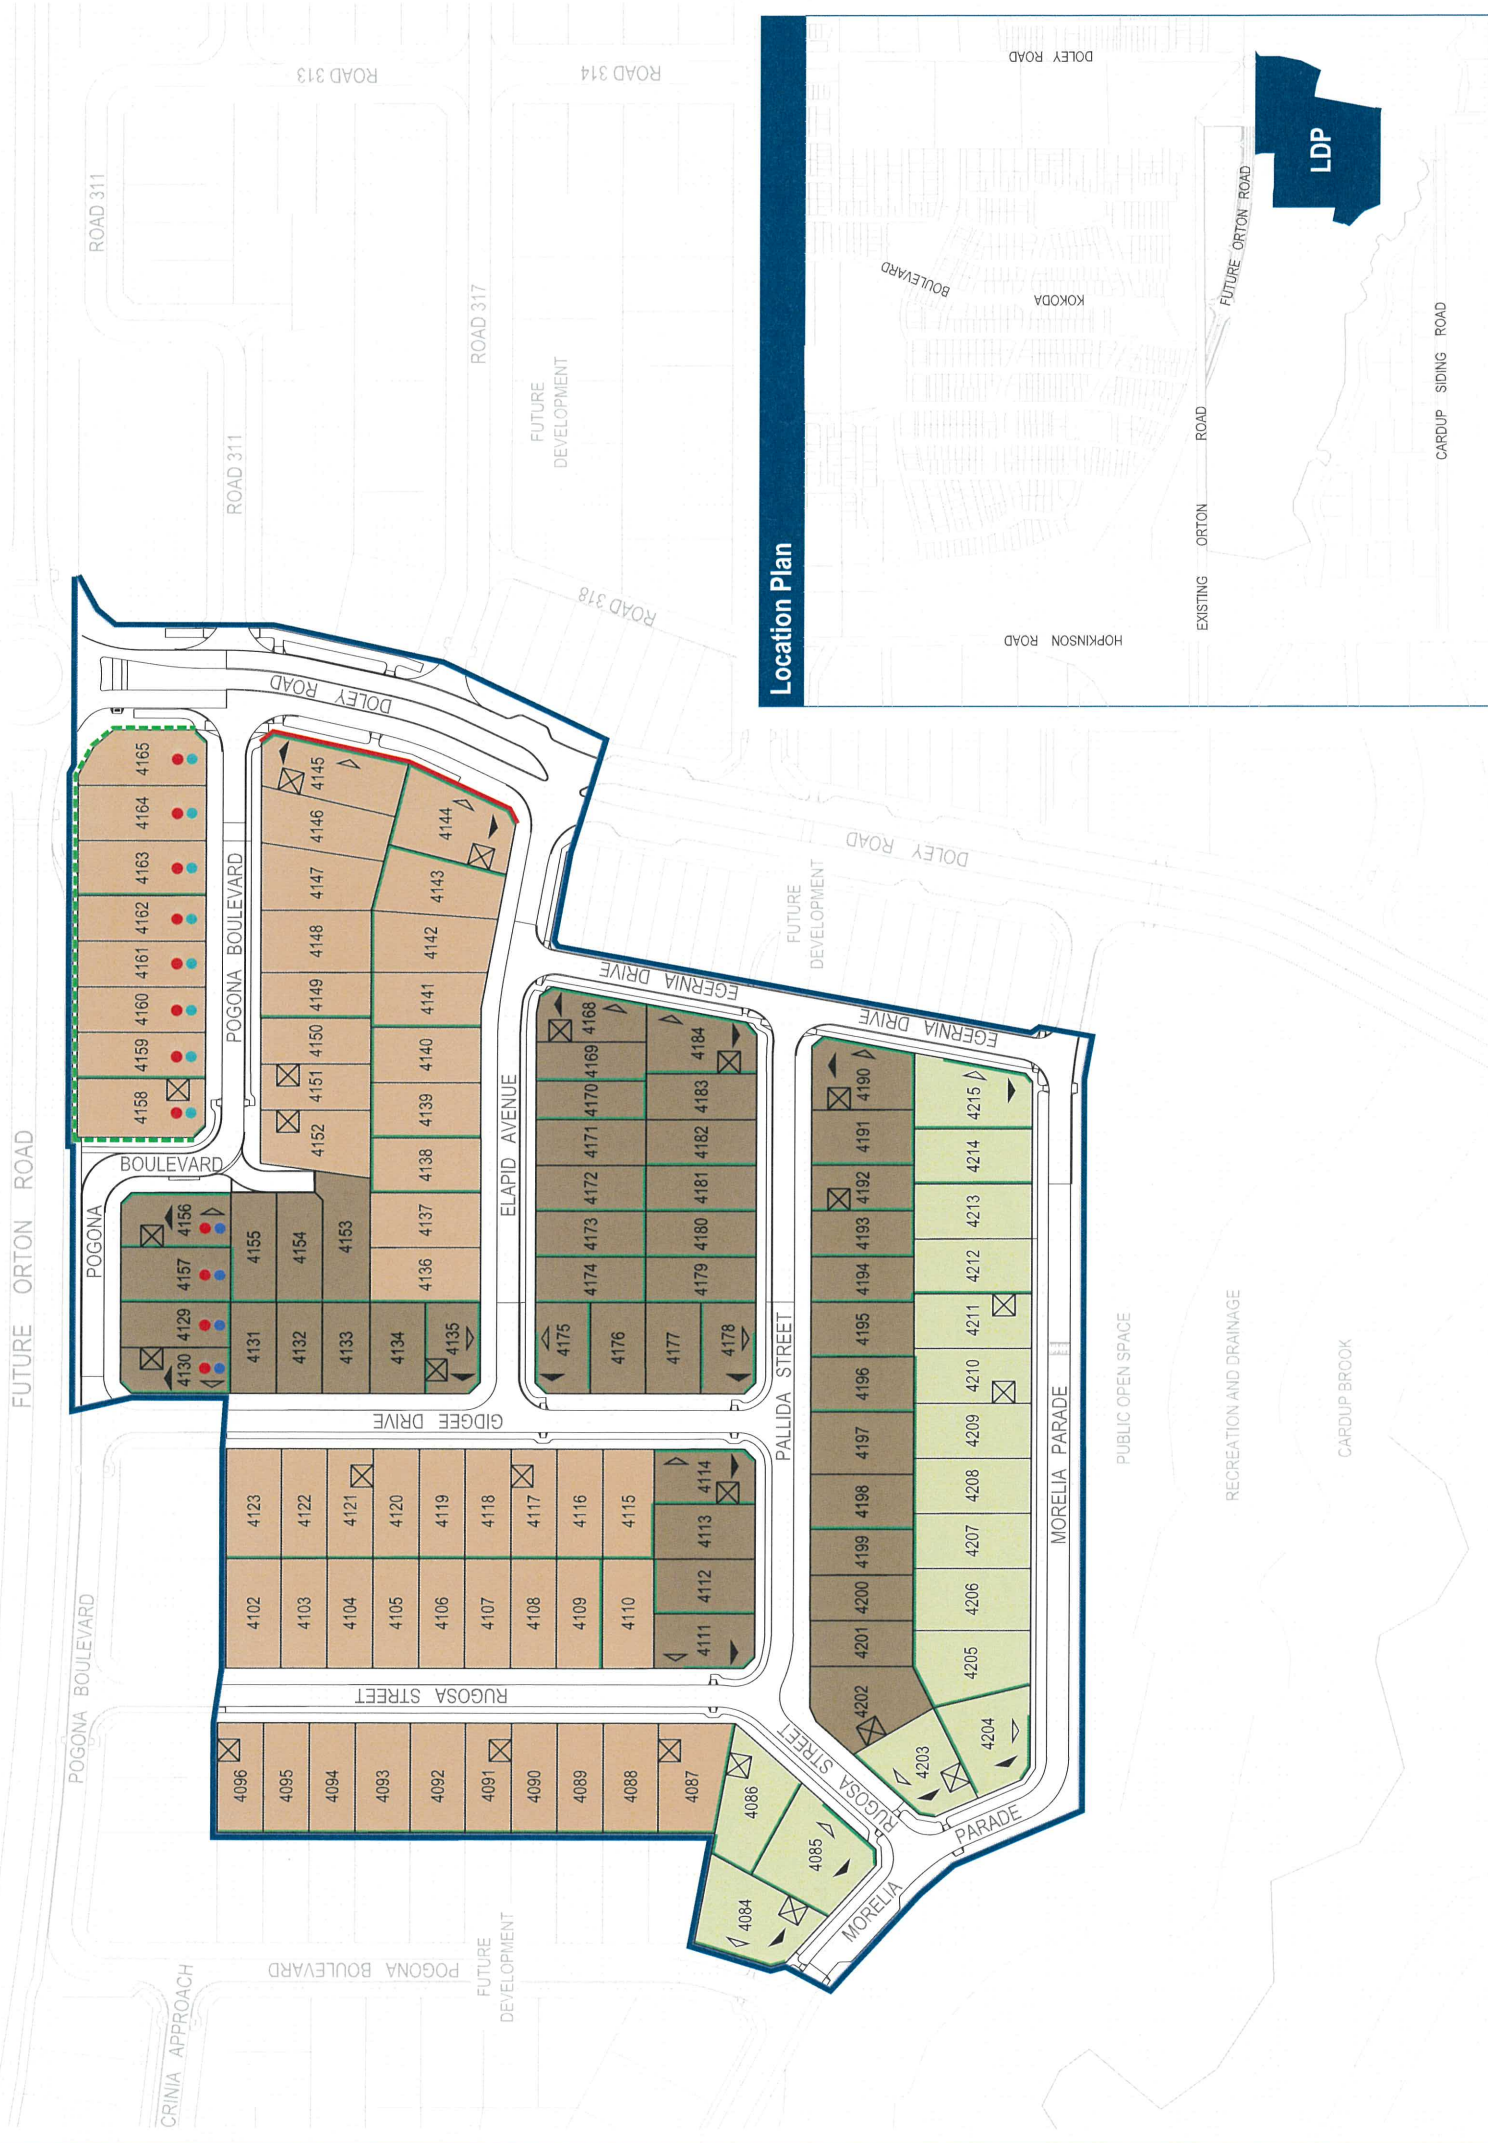 FUTURE ORTON ROAD
ROAD 311
ROAD 313
ROAD 314
ROAD 311
ROAD 317
FUTURE
DEVELOPMENT
ROAD 318
DOLEY ROAD
POGONA BOULEVARD
4165
4164
4163
4162
4161
4160
4159
4158
POGONA
BOULEVARD
4145
4146
4147
4148
4149
4150
4151
4152
4144
4143
4142
4141
4140
4139
4138
4137
4136
4156
4157
4129
4130
4155
4154
4153
4131
4132
4133
4134
4135
ELAPID AVENUE
GIDGEE DRIVE
4168
4169
4170
4171
4172
4173
4174
4175
4176
4177
4178
4184
4183
4182
4181
4180
4179
EGERNIA DRIVE
EGERNIA DRIVE
FUTURE
DEVELOPMENT
DOLEY ROAD
PALLIDA STREET
4190
4191
4192
4193
4194
4195
4196
4197
4198
4199
4200
4201
4202
4203
4204
4215
4214
4213
4212
4211
4210
4209
4208
4207
4206
4205
MORELIA PARADE
PUBLIC OPEN SPACE
RECREATION AND DRAINAGE
CARDUP BROOK
4123
4122
4121
4120
4119
4118
4117
4116
4115
4114
4113
4112
4111
4102
4103
4104
4105
4106
4107
4108
4109
4110
RUGOSA STREET
RUGOSA STREET
4096
4095
4094
4093
4092
4091
4090
4089
4088
4087
4086
4085
4084
MORELIA
PARADE
POGONA BOULEVARD
POGONA BOULEVARD
CRINIA APPROACH
FUTURE
DEVELOPMENT
Location Plan
DOLEY ROAD
BOULEVARD
KOKODA
FUTURE ORTON ROAD
LDP
EXISTING ORTON ROAD
HOPKINSON ROAD
CARDUP SIDING ROAD